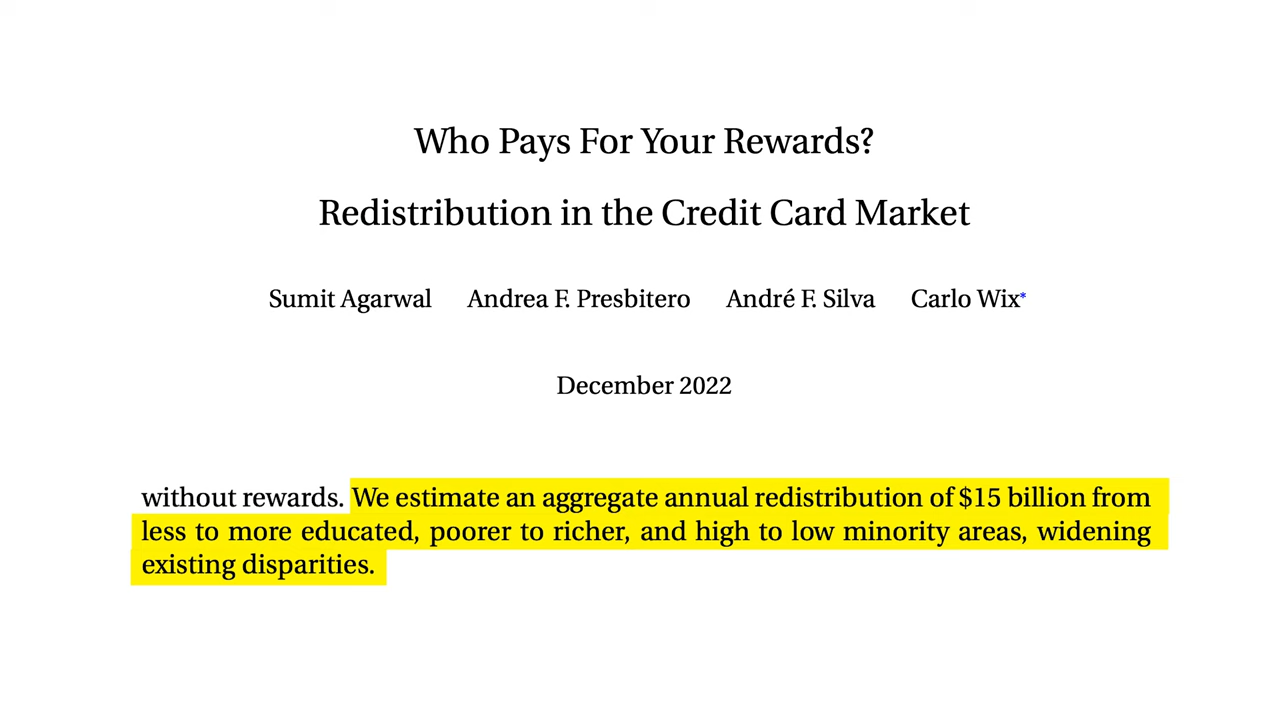 Who Pays For Your Rewards?
Redistribution in the Credit Card Market
Sumit Agarwal Andrea F. Presbitero André F. Silva Carlo Wix*
December 2022
without rewards. We estimate an aggregate annual redistribution of $15 billion from
less to more educated, poorer to richer, and high to low minority areas, widening
existing disparities.